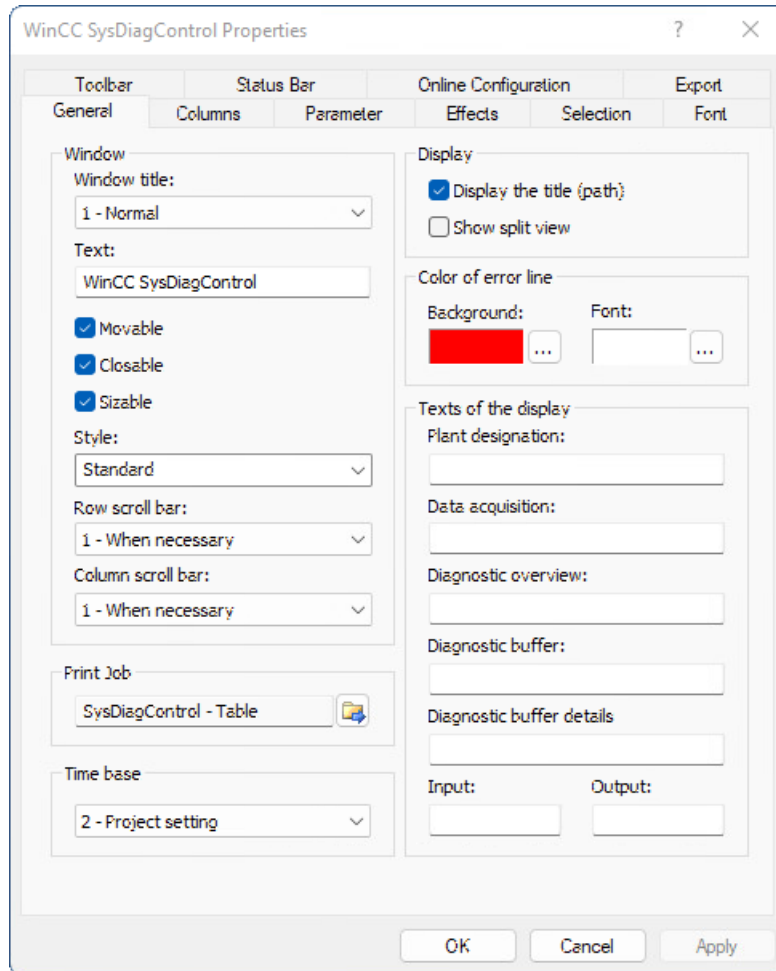 WinCC SysDiagControl Properties
?
Toolbar
Status Bar
Online Configuration
Export
General
Columns
Parameter
Effects
Selection
Font
Window
Window title:
1 - Normal
Text:
WinCC SysDiagControl
Movable
Closable
Sizable
Style:
Standard
Row scroll bar:
1 - When necessary
Column scroll bar:
1 - When necessary
Print Job
SysDiagControl - Table
Time base
2 - Project setting
Display
Display the title (path)
Show split view
Color of error line
Background:
Font:
...
...
Texts of the display
Plant designation:
Data acquisition:
Diagnostic overview:
Diagnostic buffer:
Diagnostic buffer details
Input:
Output:
OK
Cancel
Apply